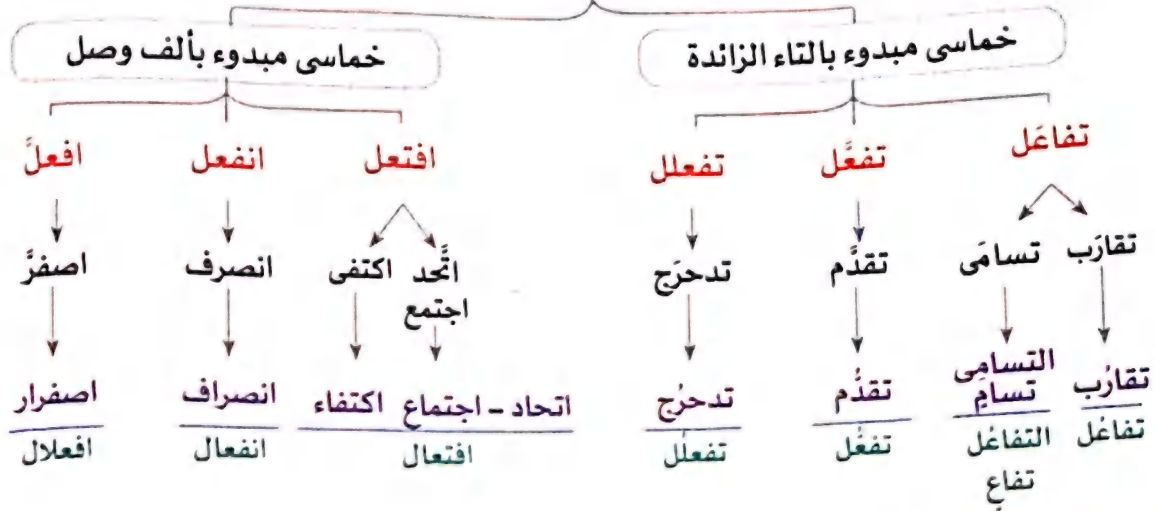 خماسى مبدوء بالتاء الزائدة
خماسى مبدوء بألف وصل
تفاعَل
تفعَّل
تفعلل
افتعل
انفعل
افعلَّ
تقارَب
تسامَى
تقدَّم
تدحرَج
اتَّحد
اجتمع
اكتفى
انصرف
اصفرَّ
تقارُب
التسامِى
تسامٍ
تقدُّم
تدحرُج
اتحاد - اجتماع
اكتفاء
انصراف
اصفرار
تفاعُل
التفاعُل
تفاعٍ
تفعُّل
تفعلُل
افتعال
انفعال
افعلال